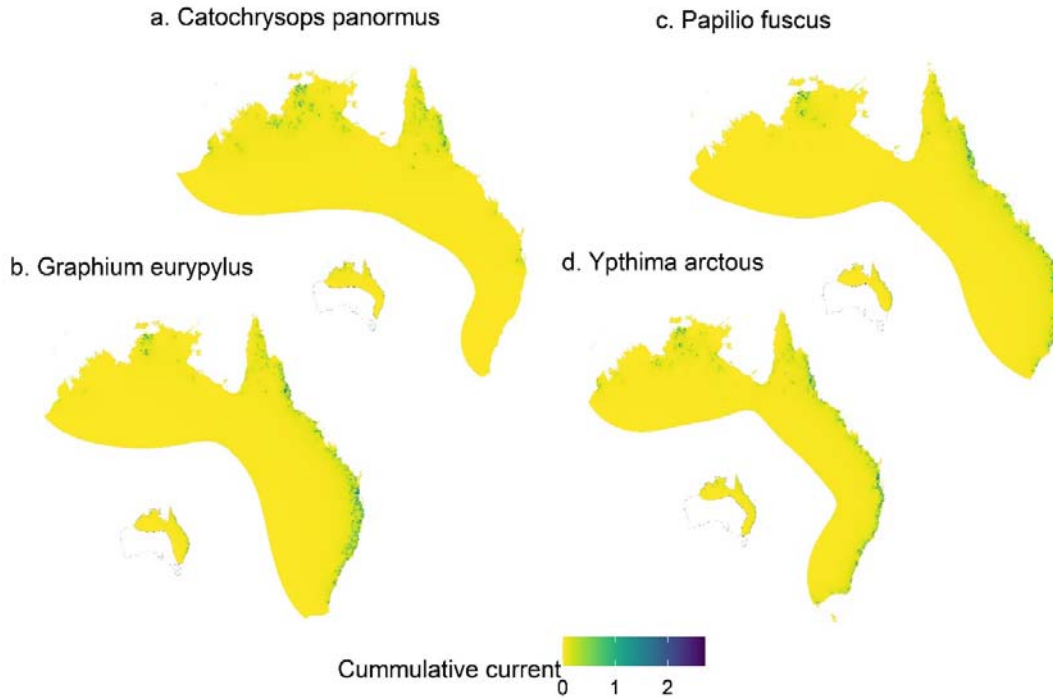 a. Catochrysops panormus
c. Papilio fuscus
b. Graphium eurypylus
d. Ypthima arctous
Cummulative current
0 1 2